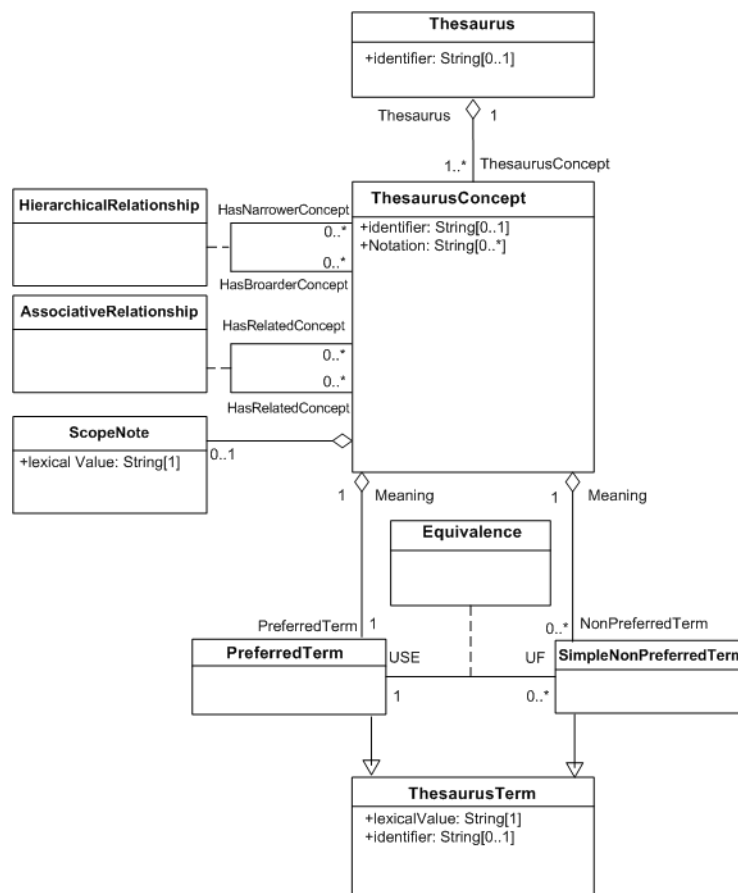 Thesaurus
+identifier: String[0..1]
Thesaurus 1
1..* ThesaurusConcept
HierarchicalRelationship
HasNarrowerConcept
0..*
0..*
HasBroarderConcept
ThesaurusConcept
+identifier: String[0..1]
+Notation: String[0..*]
AssociativeRelationship
HasRelatedConcept
0..*
0..*
HasRelatedConcept
ScopeNote
+lexical Value: String[1]
0..1
1 Meaning
1 Meaning
Equivalence
PreferredTerm 1
0..* NonPreferredTerm
PreferredTerm
USE
UF
SimpleNonPreferredTerm
1
0..*
ThesaurusTerm
+lexicalValue: String[1]
+identifier: String[0..1]